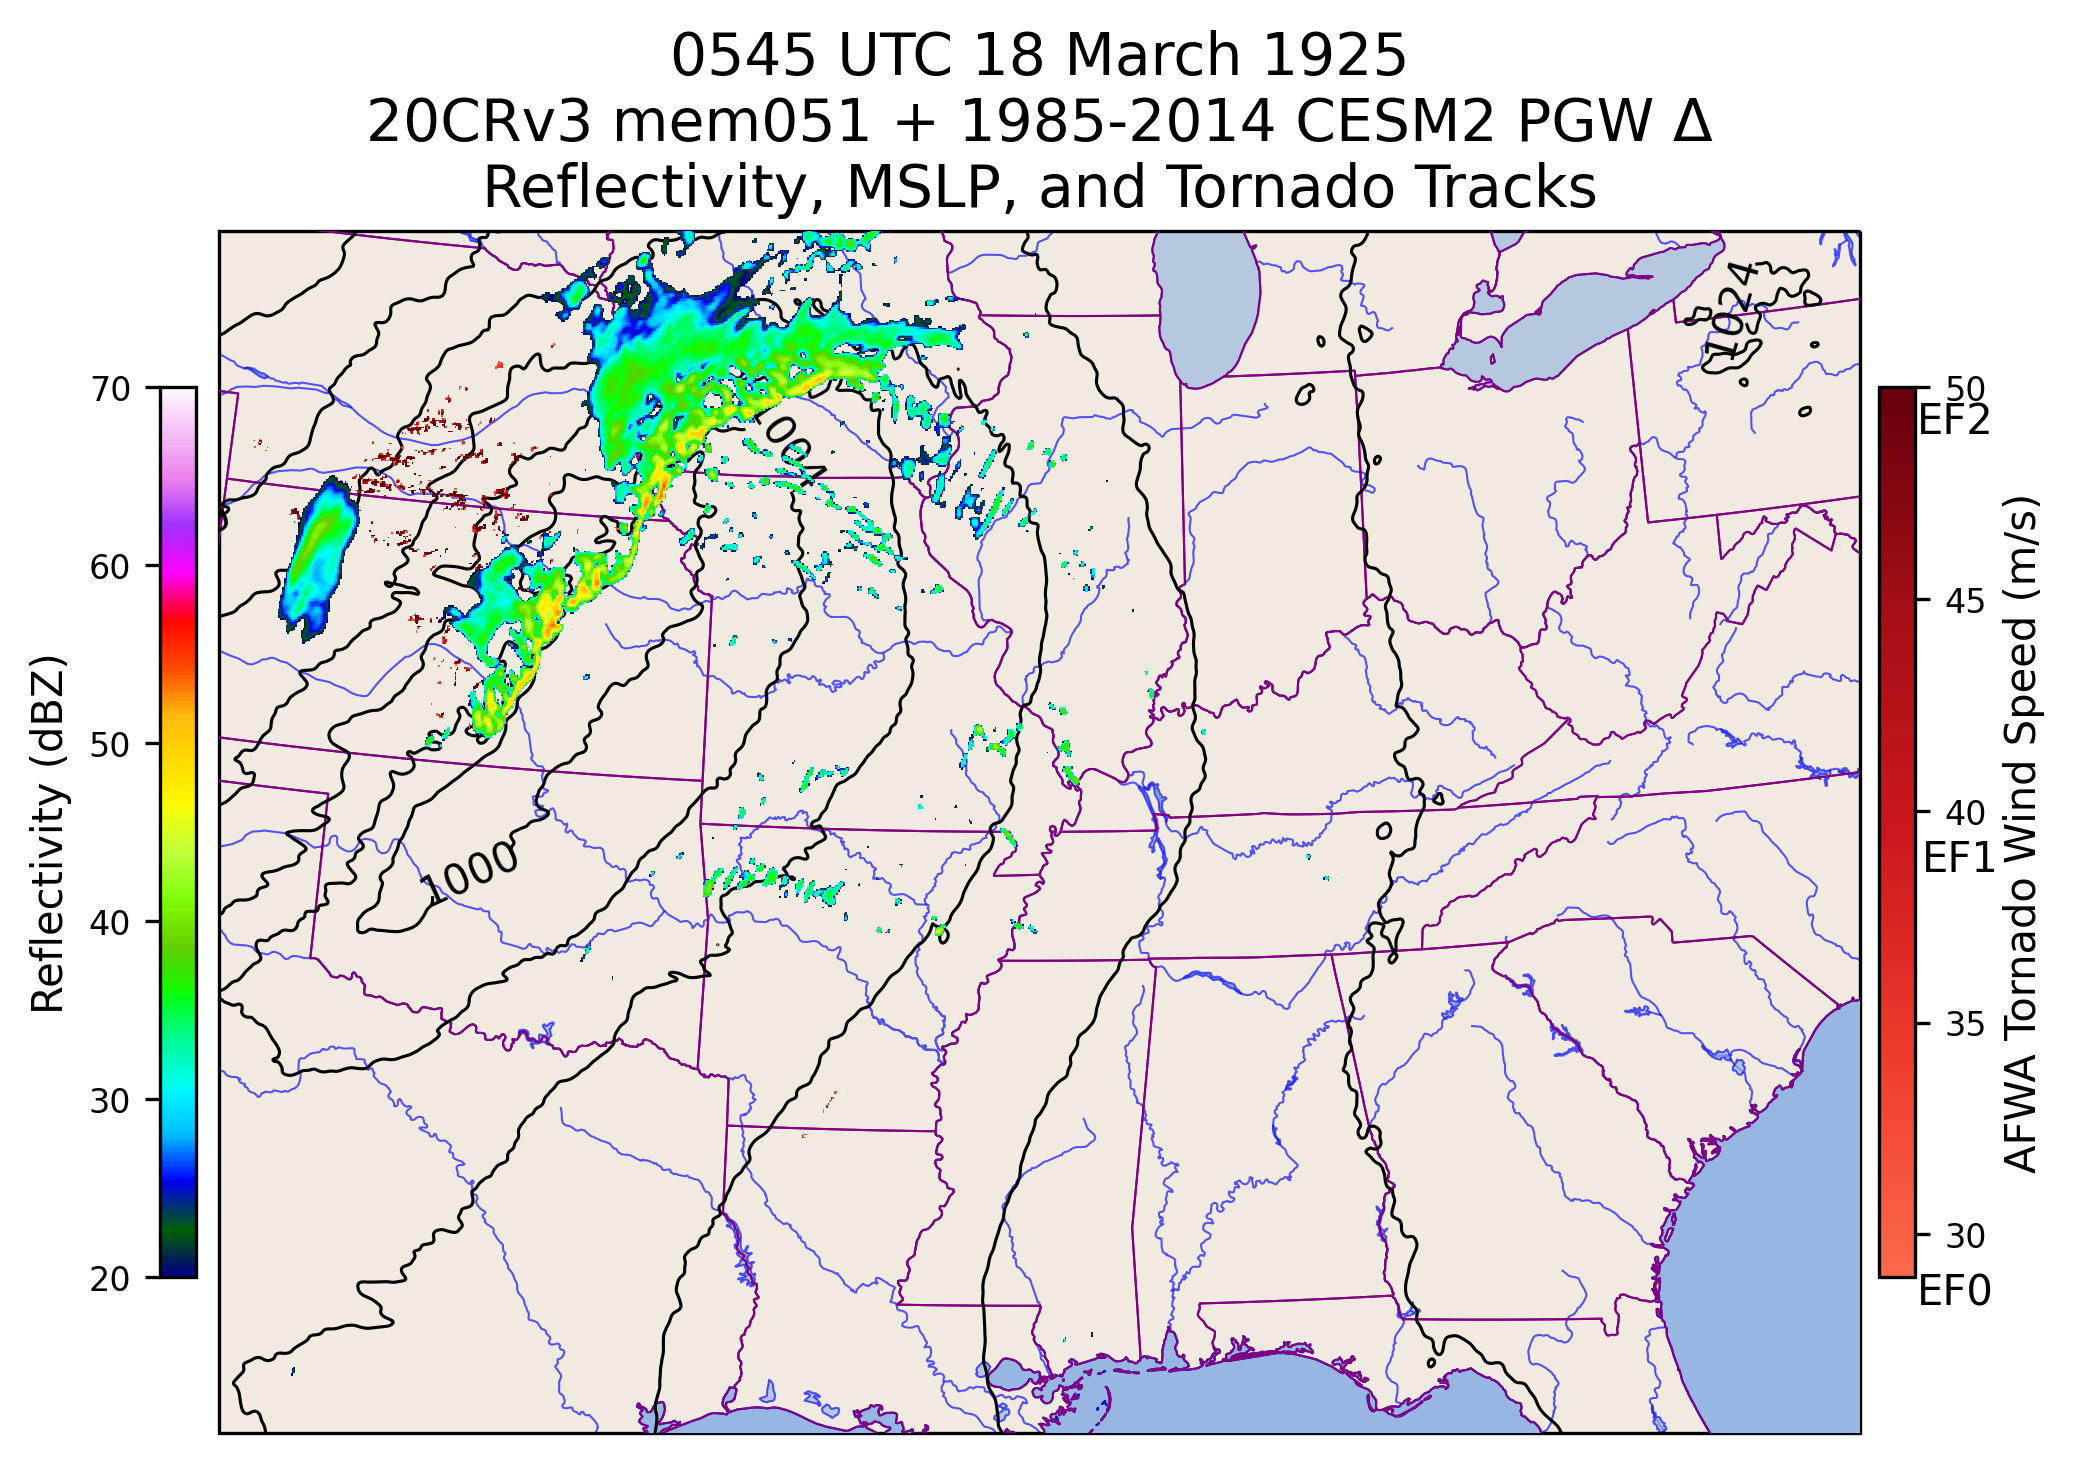 0545 UTC 18 March 1925
20CRv3 mem051 + 1985-2014 CESM2 PGW Δ
Reflectivity, MSLP, and Tornado Tracks
70
60
50
40
30
20
Reflectivity (dBZ)
1004
1000
1024
50
EF2
45
40
EF1
35
30
EF0
AFWA Tornado Wind Speed (m/s)